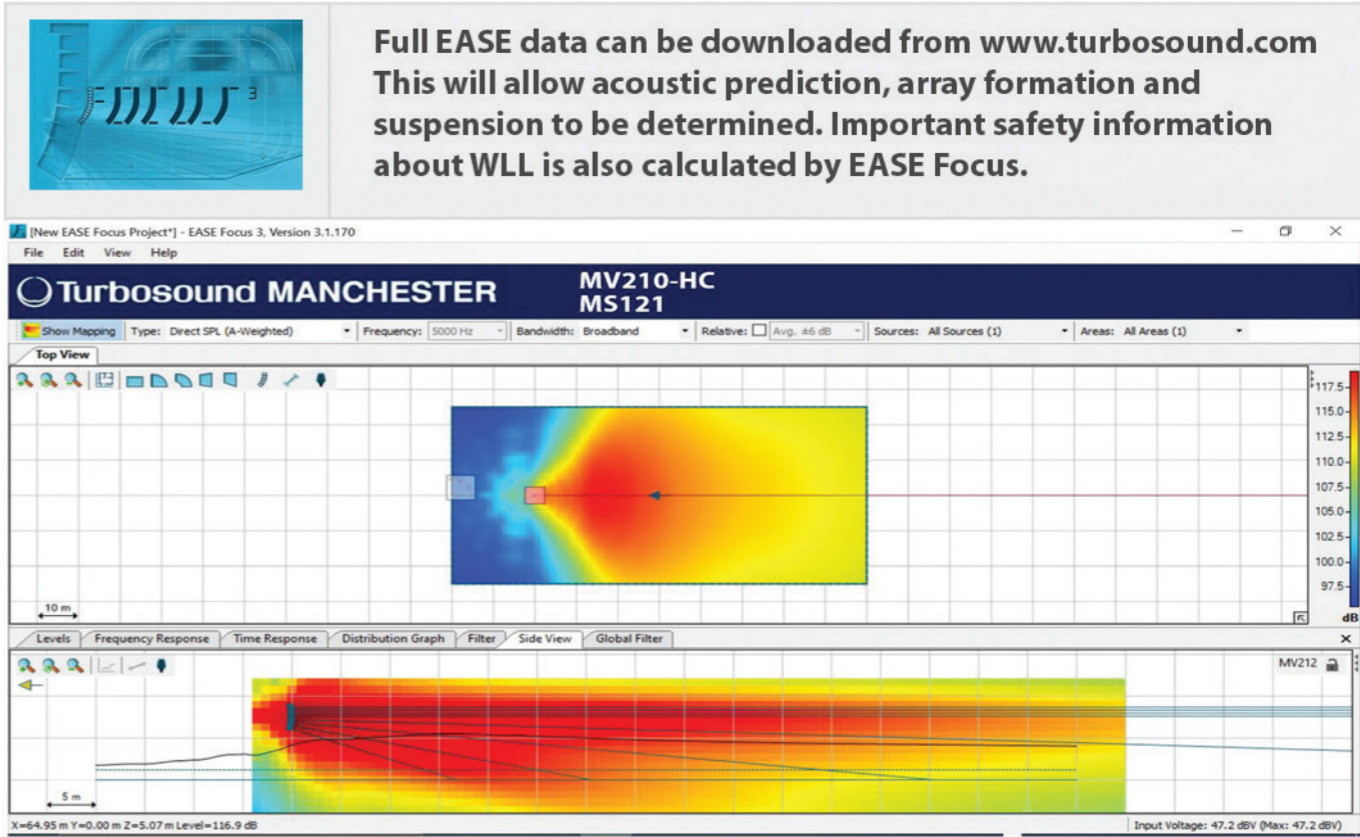 Full EASE data can be downloaded from www.turbosound.com
This will allow acoustic prediction, array formation and
suspension to be determined. Important safety information
about WLL is also calculated by EASE Focus.
[New EASE Focus Project*] - EASE Focus 3, Version 3.1.170
File Edit View Help
Turbosound MANCHESTER
MV210-HC
MS121
Show Mapping Type: Direct SPL (A-Weighted) Frequency: 5000 Hz Bandwidth: Broadband Relative: Avg. ±6 dB Sources: All Sources (1) Areas: All Areas (1)
Top View
117.5
115.0
112.5
110.0
107.5
105.0
102.5
100.0
97.5
10 m
dB
Levels Frequency Response Time Response Distribution Graph Filter Side View Global Filter
MV212
5 m
X=64.95 m Y=0.00 m Z=5.07 m Level=116.9 dB
Input Voltage: 47.2 dBV (Max: 47.2 dBV)